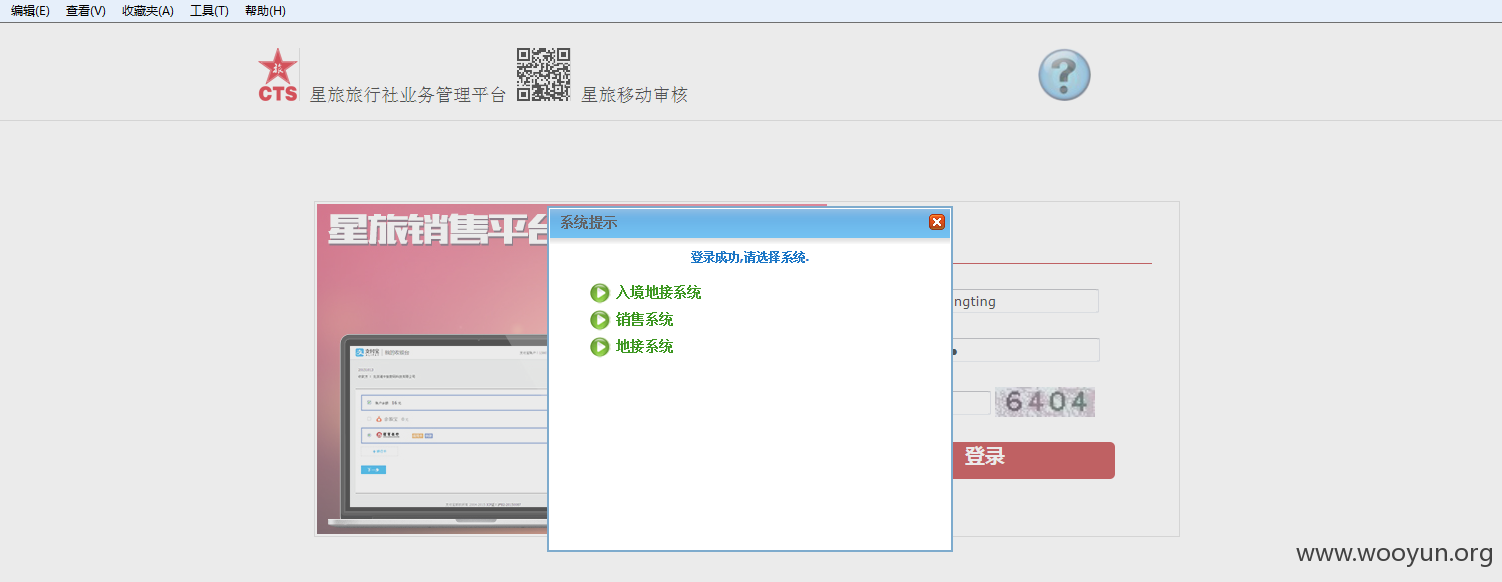 编辑(E) 查看(V) 收藏夹(A) 工具(T) 帮助(H)
CTS 星旅旅行社业务管理平台 星旅移动审核
星旅销售平台
系统提示
登录成功,请选择系统.
入境地接系统
销售系统
地接系统
ngting
6404
登录
www.wooyun.org